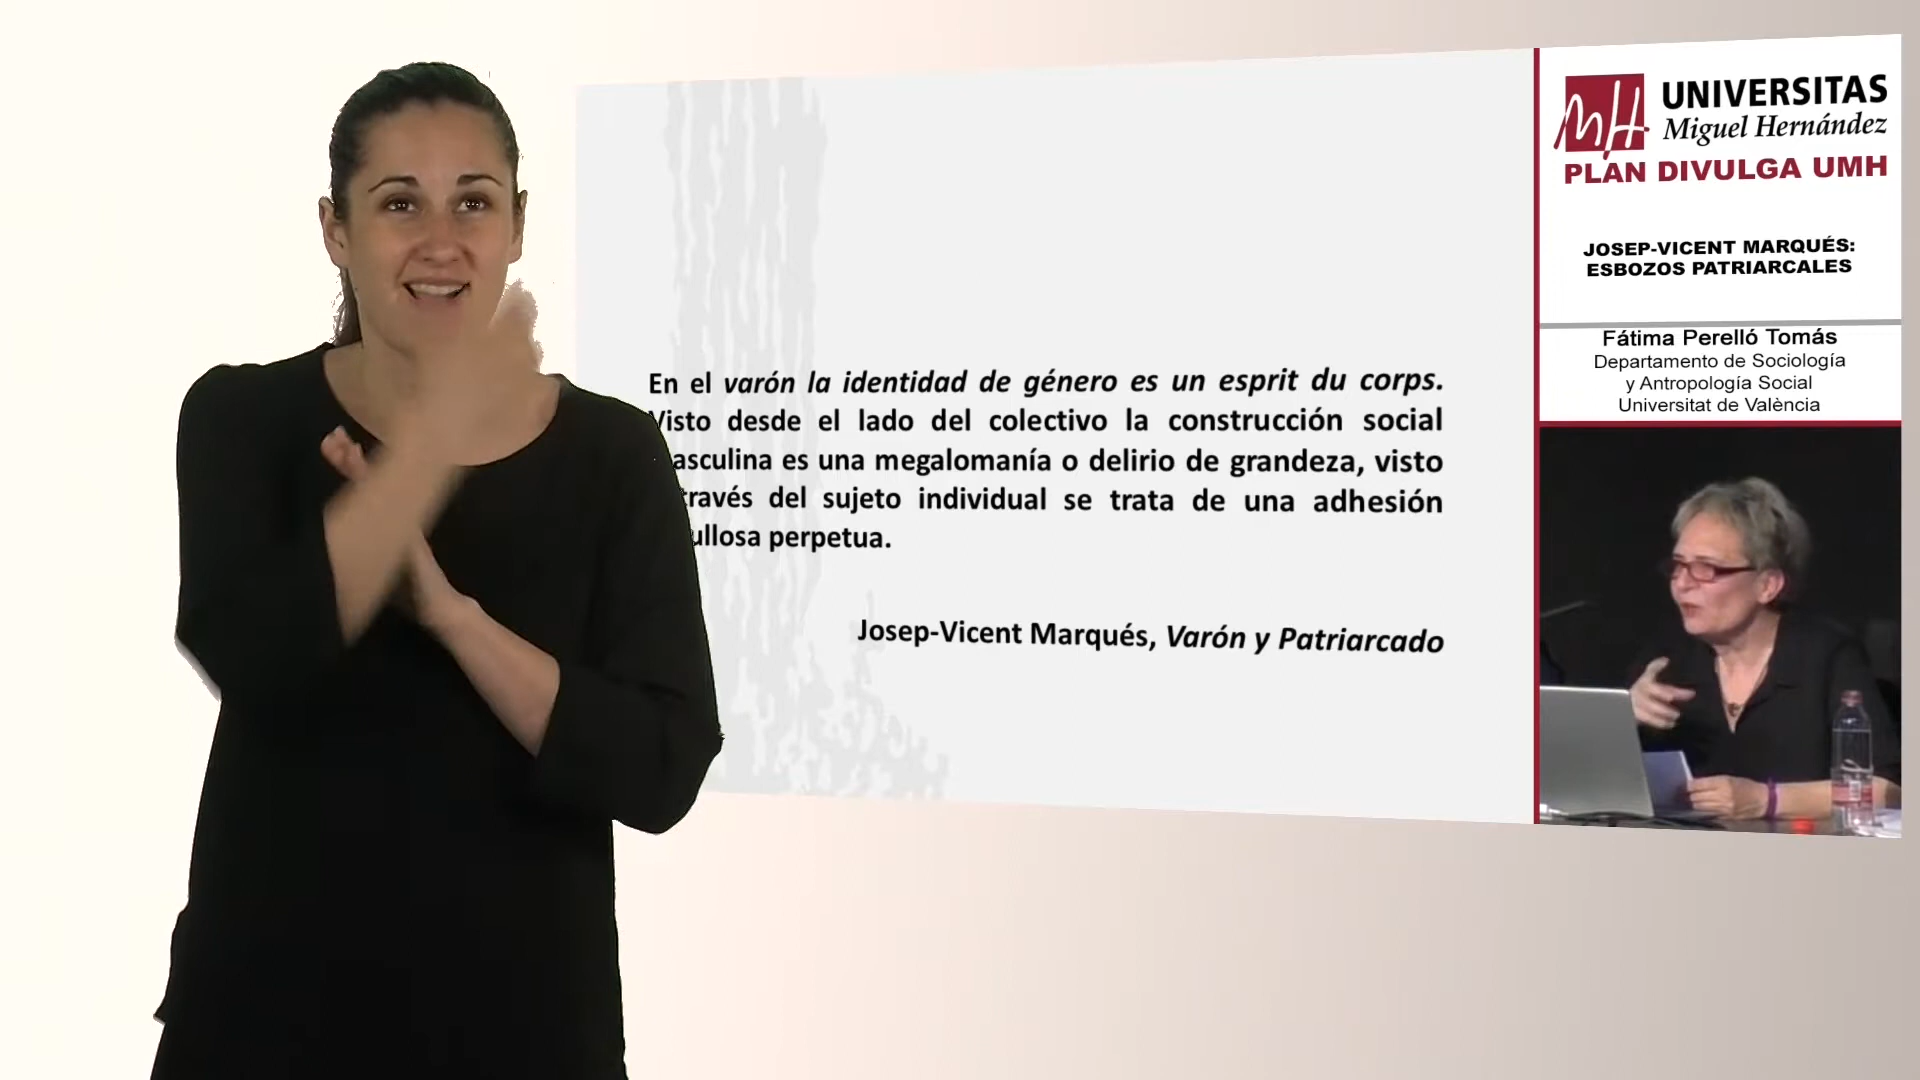 En el varón la identidad de género es un esprit du corps.
Visto desde el lado del colectivo la construcción social
asculina es una megalomanía o delirio de grandeza, visto
través del sujeto individual se trata de una adhesión
ullosa perpetua.
Josep-Vicent Marqués, Varón y Patriarcado
UNIVERSITAS
Miguel Hernández
PLAN DIVULGA UMH
JOSEP-VICENT MARQUÉS:
ESBOZOS PATRIARCALES
Fátima Perelló Tomás
Departamento de Sociología
y Antropología Social
Universitat de València